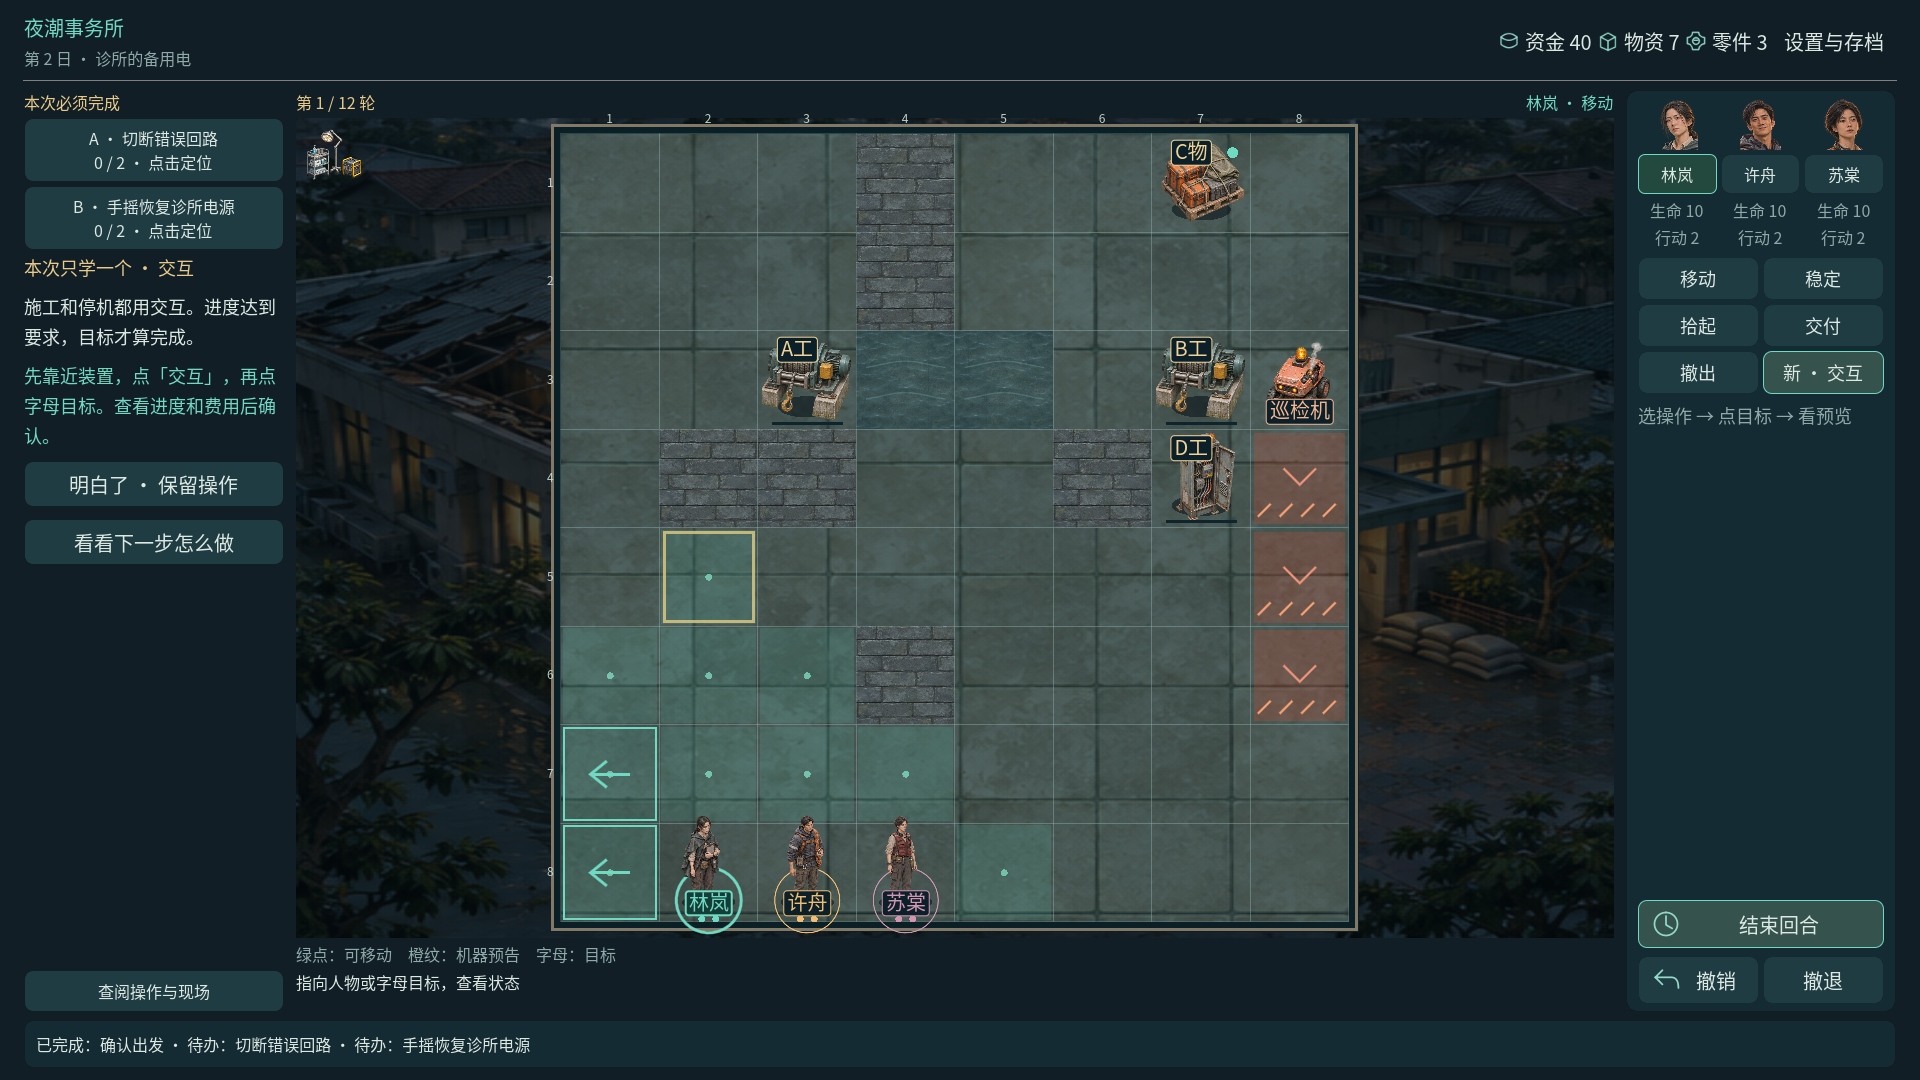 夜潮事务所
第 2 日 · 诊所的备用电
资金 40 物资 7 零件 3 设置与存档
本次必须完成
A · 切断错误回路
0 / 2 · 点击定位
B · 手摇恢复诊所电源
0 / 2 · 点击定位
本次只学一个 · 交互
施工和停机都用交互。进度达到
要求，目标才算完成。
先靠近装置，点「交互」，再点
字母目标。查看进度和费用后确
认。
明白了 · 保留操作
看看下一步怎么做
查阅操作与现场
第 1 / 12 轮
林岚 · 移动
1 2 3 4 5 6 7 8
1
2
3
4
5
6
7
8
C物
A工
B工
巡检机
D工
林岚
许舟
苏棠
绿点：可移动 橙纹：机器预告 字母：目标
指向人物或字母目标，查看状态
林岚 许舟 苏棠
生命 10 生命 10 生命 10
行动 2 行动 2 行动 2
移动 稳定
拾起 交付
撤出 新 · 交互
选操作 → 点目标 → 看预览
结束回合
撤销 撤退
已完成：确认出发 · 待办：切断错误回路 · 待办：手摇恢复诊所电源